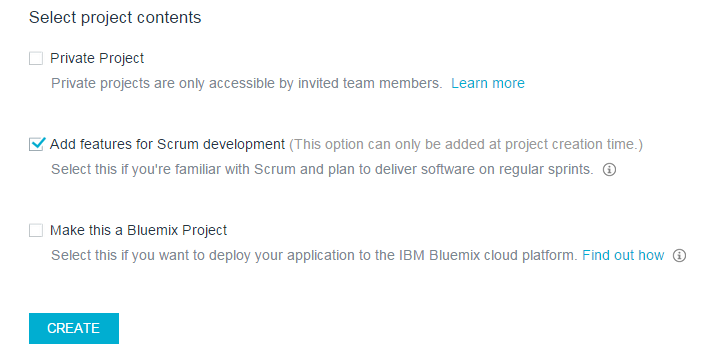 Select project contents
Private Project
Private projects are only accessible by invited team members. Learn more
Add features for Scrum development (This option can only be added at project creation time.)
Select this if you're familiar with Scrum and plan to deliver software on regular sprints.
Make this a Bluemix Project
Select this if you want to deploy your application to the IBM Bluemix cloud platform. Find out how
CREATE